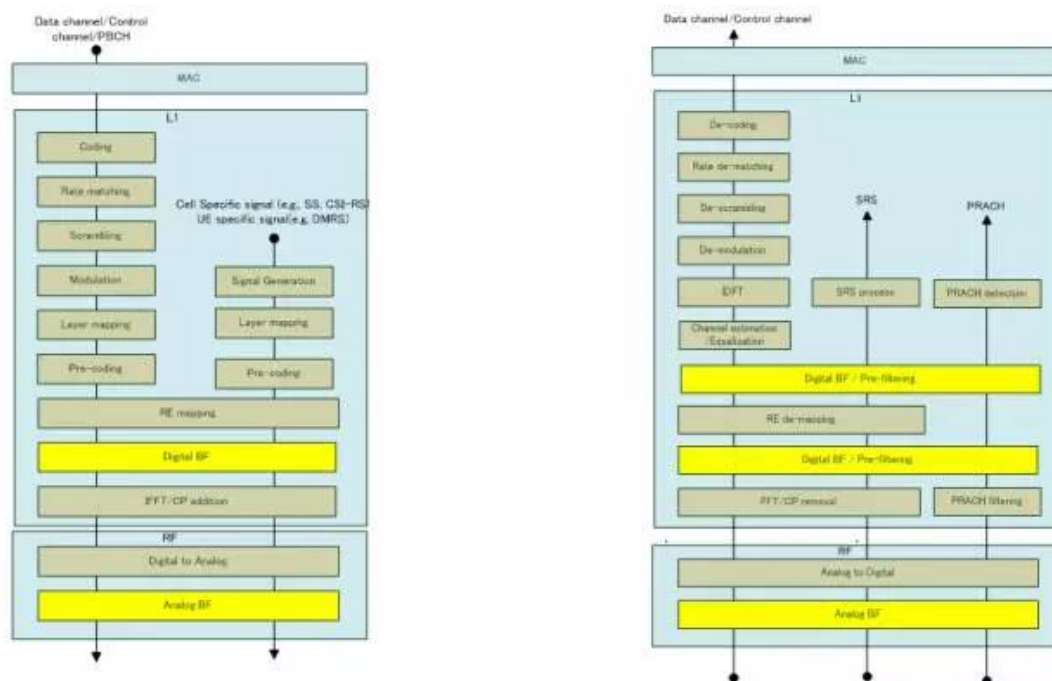 Data channel/Control
channel/PBCH
MAC
L1
Coding
Rate matching
Scrambling
Modulation
Layer mapping
Pre-coding
Cell Specific signal (e.g., SS, CSI-RS)
UE specific signal(e.g. DMRS)
Signal Generation
Layer mapping
Pre-coding
RE mapping
Digital BF
IFFT/CP addition
RF
Digital to Analog
Analog BF
Data channel/Control channel
MAC
L1
De-coding
Rate de-matching
De-scrambling
De-modulation
IDFT
Channel estimation
/Equalization
SRS
SRS process
PRACH
PRACH detection
Digital BF / Pre-filtering
RE de-mapping
Digital BF / Pre-filtering
FFT/CP removal
PRACH filtering
RF
Analog to Digital
Analog BF